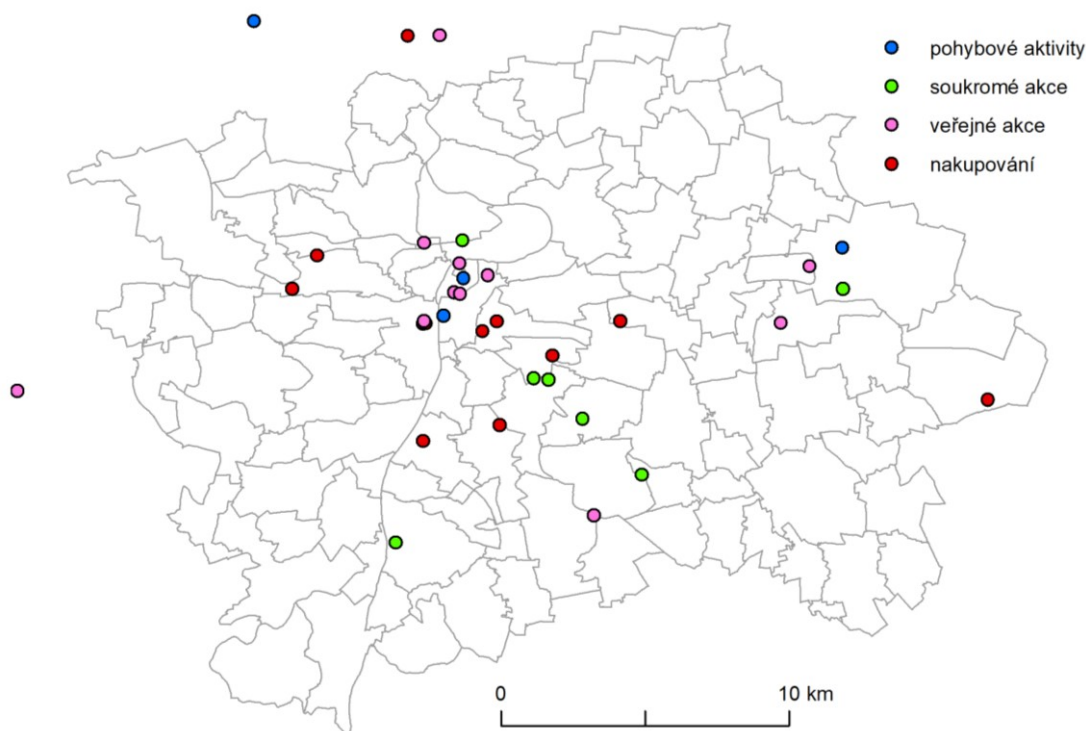 pohybové aktivity
soukromé akce
veřejné akce
nakupování
0 10 km